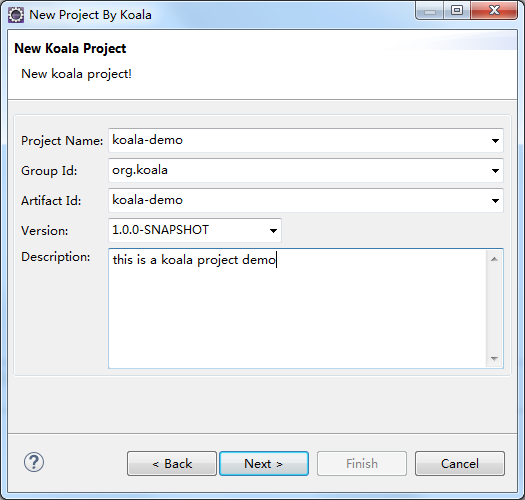 New Project By Koala
New Koala Project
New koala project!
Project Name: koala-demo
Group Id: org.koala
Artifact Id: koala-demo
Version: 1.0.0-SNAPSHOT
Description: this is a koala project demo
? < Back Next > Finish Cancel